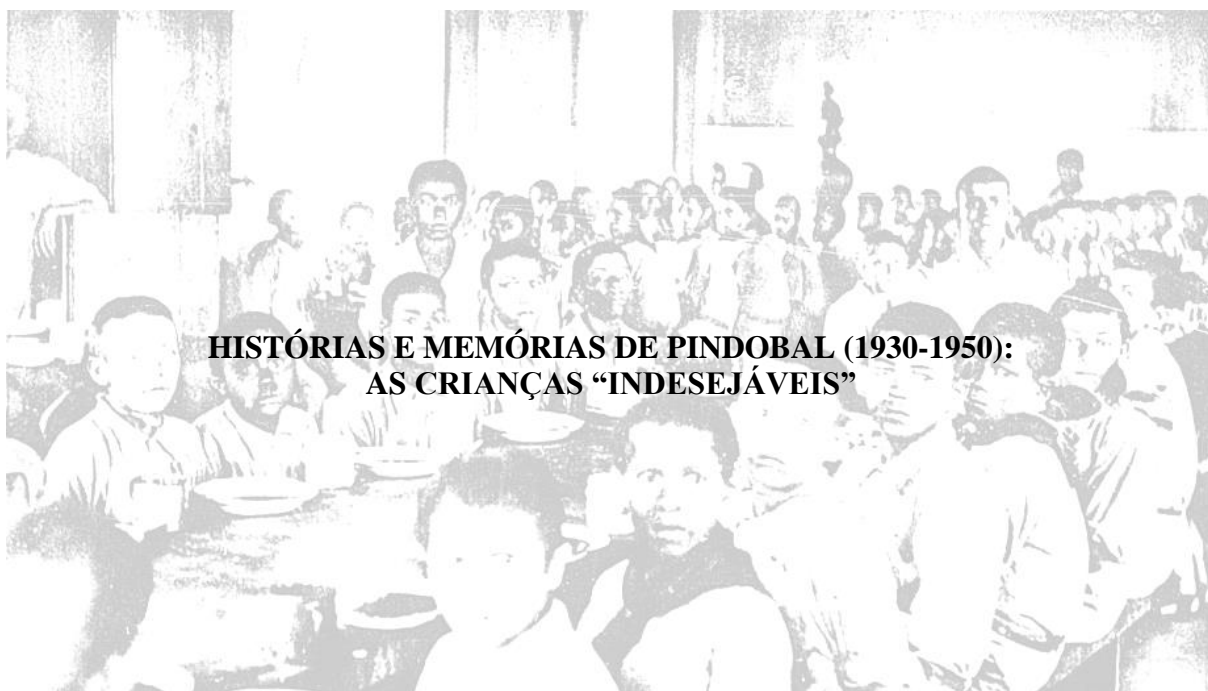 HISTÓRIAS E MEMÓRIAS DE PINDOBAL (1930-1950):
AS CRIANÇAS “INDESEJÁVEIS”